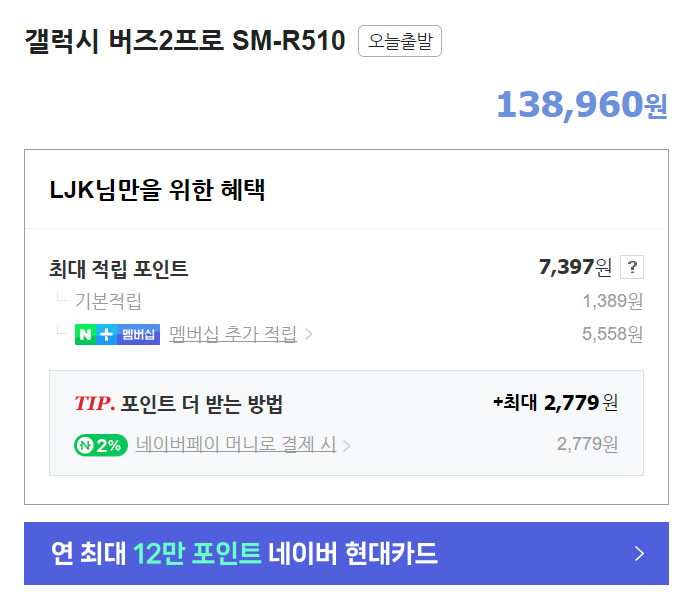 갤럭시 버즈2프로 SM-R510 오늘출발
138,960원
LJK님만을 위한 혜택
최대 적립 포인트 7,397원 ?
기본적립 1,389원
N + 멤버십 멤버십 추가 적립 5,558원
TIP. 포인트 더 받는 방법 +최대 2,779원
N 2% 네이버페이 머니로 결제 시 2,779원
연 최대 12만 포인트 네이버 현대카드